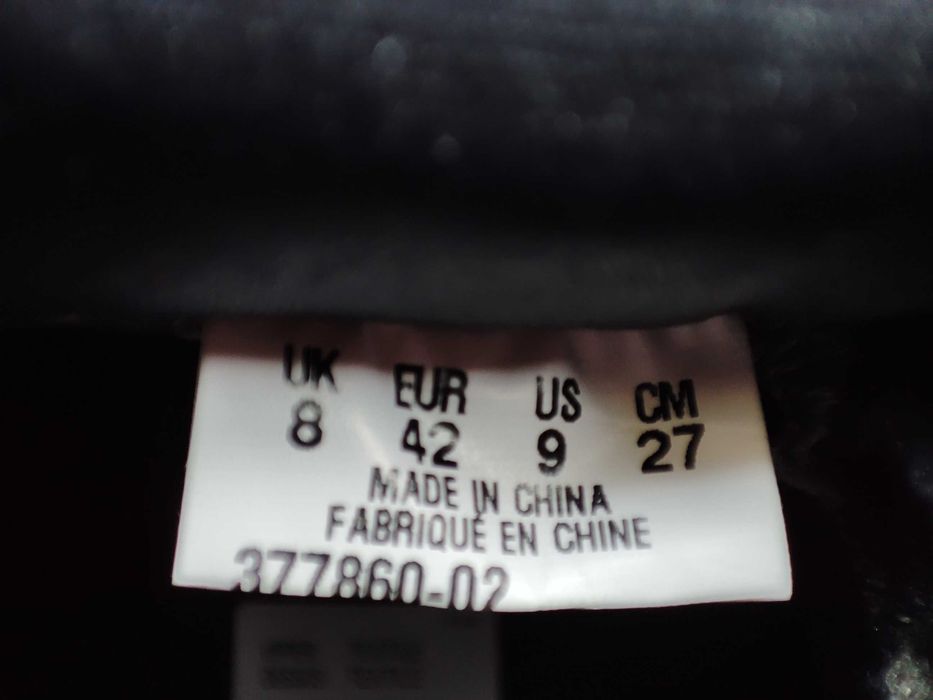 UK EUR US CM
8 42 9 27
MADE IN CHINA
FABRIQUÉ EN CHINE
377860-02